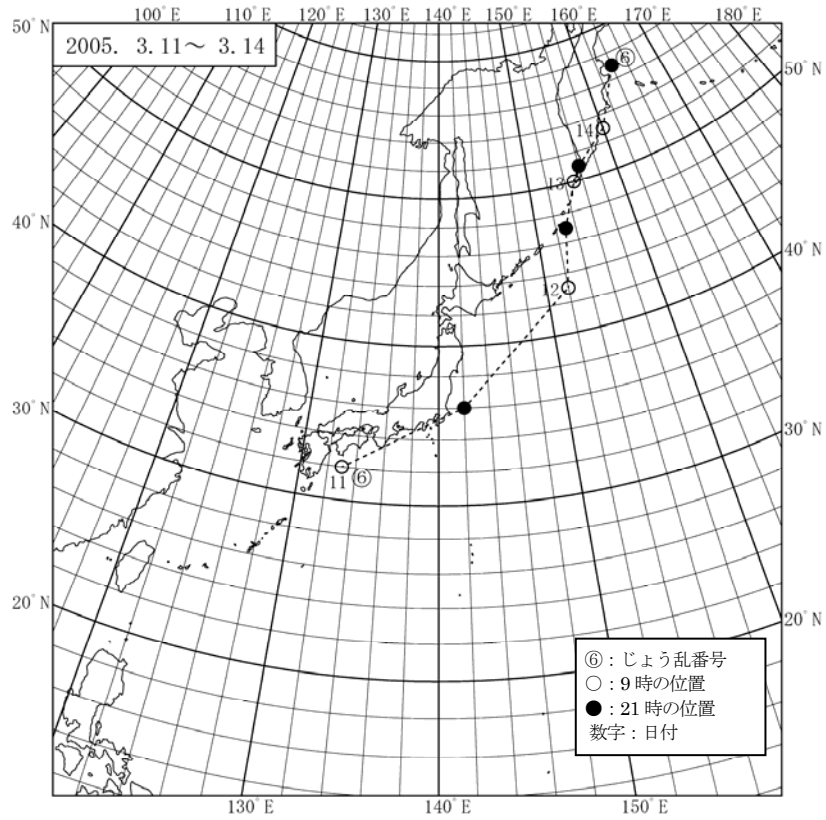 100° E 110° E 120° E 130° E 140° E 150° E 160° E 170° E 180° E
50° N
2005. 3.11～ 3.14
⑥
50° N
14
13
40° N
40° N
12
30° N
30° N
11 ⑥
20° N
20° N
⑥：じょう乱番号
○：9 時の位置
●：21 時の位置
数字：日付
130° E 140° E 150° E